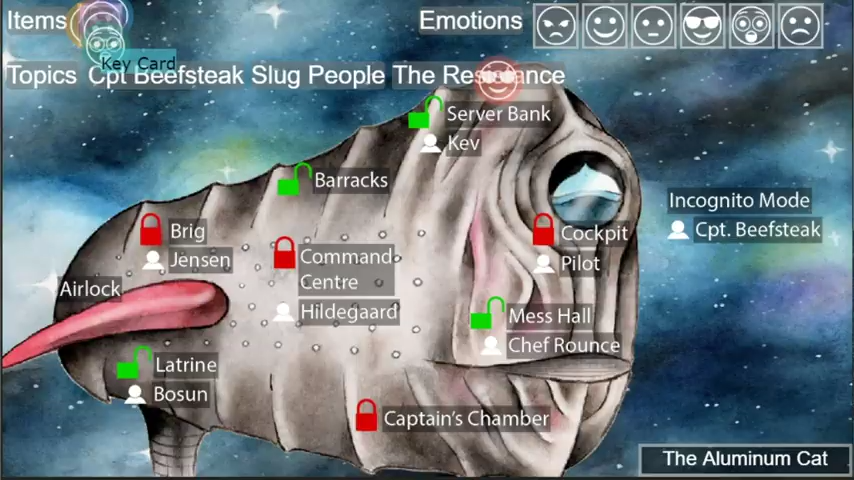 Items
Emotions
Key Card
Topics Cpt Beefsteak Slug People The Resistance
Server Bank
Kev
Barracks
Incognito Mode
Cpt. Beefsteak
Brig
Jensen
Cockpit
Pilot
Command
Centre
Hildegaard
Airlock
Mess Hall
Chef Rounce
Latrine
Bosun
Captain's Chamber
The Aluminum Cat